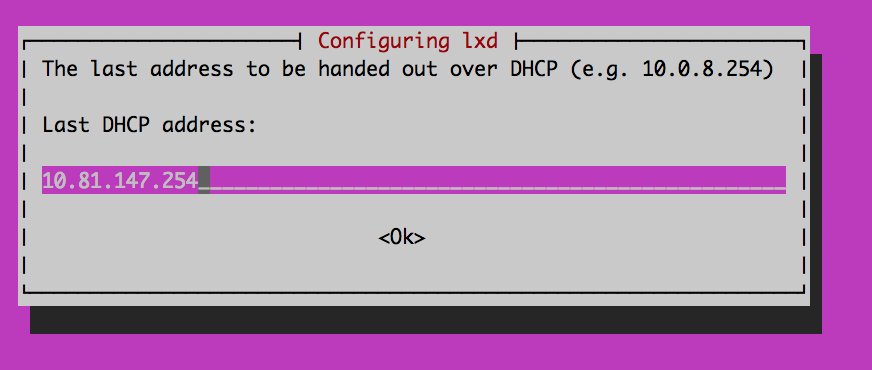 Configuring lxd
The last address to be handed out over DHCP (e.g. 10.0.8.254)
Last DHCP address:
10.81.147.254
<Ok>